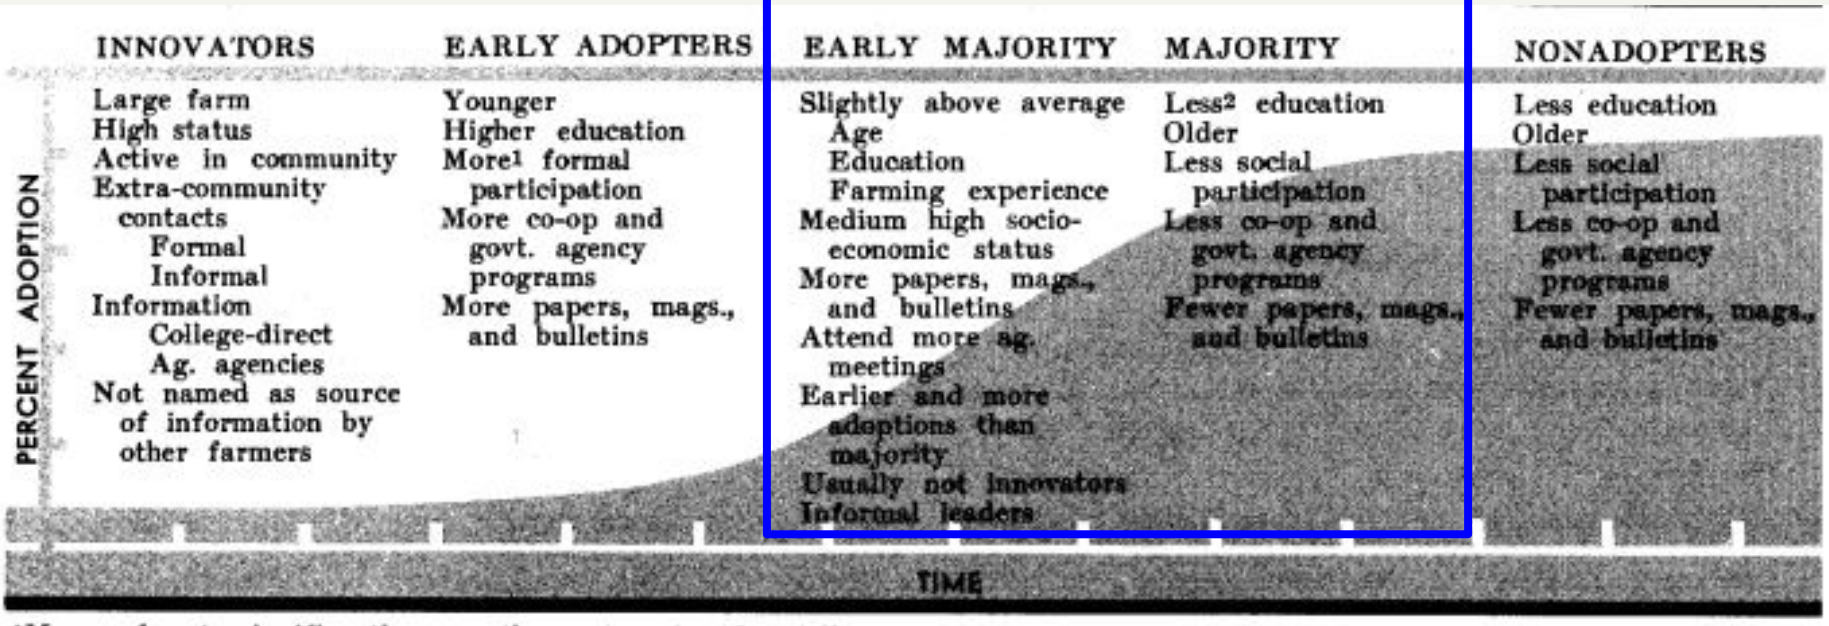 INNOVATORS
Large farm
High status
Active in community
Extra-community
contacts
Formal
Informal
Information
College-direct
Ag. agencies
Not named as source
of information by
other farmers
EARLY ADOPTERS
Younger
Higher education
More¹ formal
participation
More co-op and
govt. agency
programs
More papers, mags.,
and bulletins
EARLY MAJORITY
Slightly above average
Age
Education
Farming experience
Medium high socio-
economic status
More papers, mags.,
and bulletins
Attend more ag.
meetings
Earlier and more
adoptions than
majority
Usually not innovators
Informal leaders
MAJORITY
Less² education
Older
Less social
participation
Less co-op and
govt. agency
programs
Fewer papers, mags.,
and bulletins
NONADOPTERS
Less education
Older
Less social
participation
Less co-op and
govt. agency
programs
Fewer papers, mags.,
and bulletins
PERCENT ADOPTION
TIME